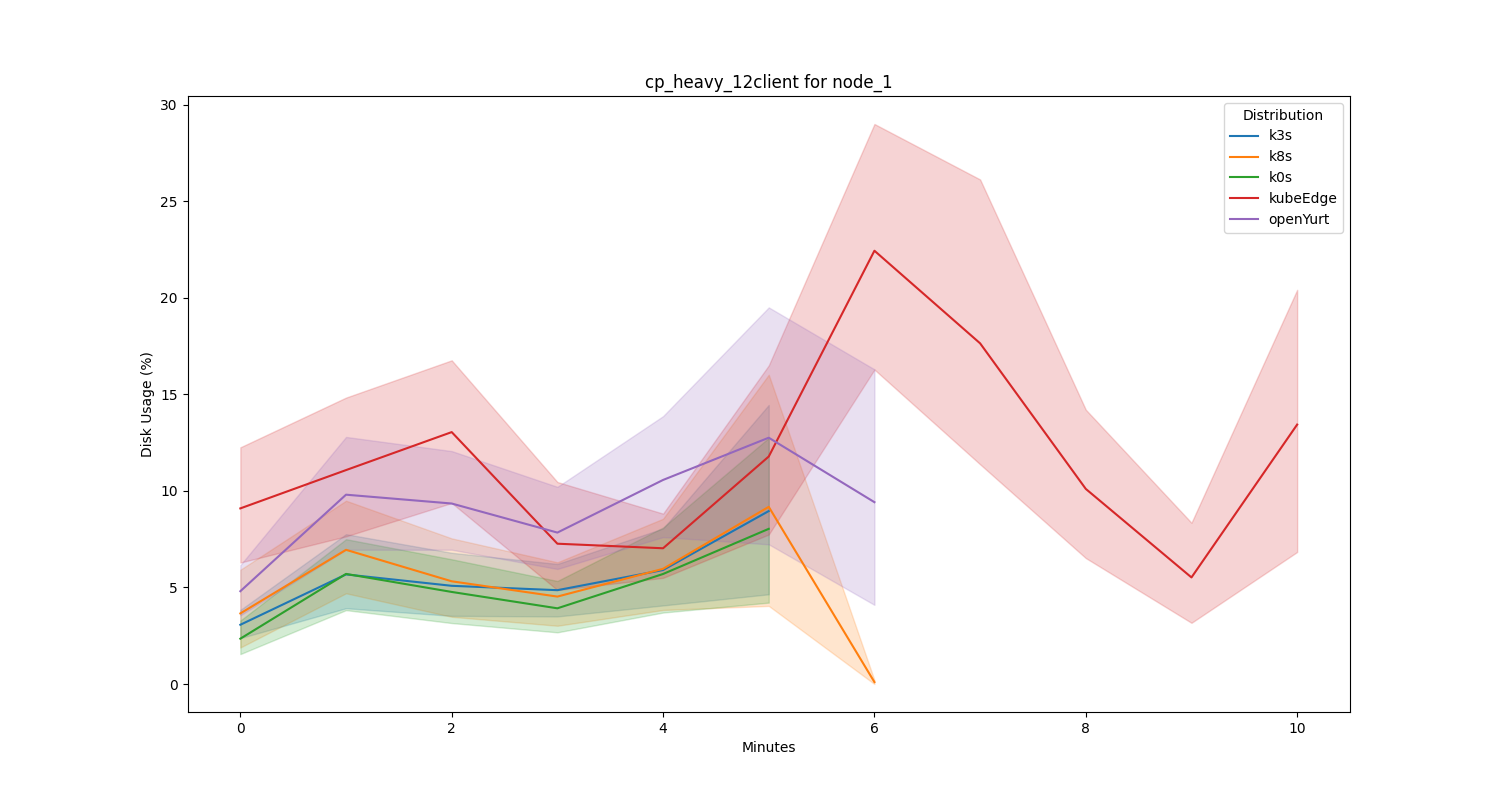 cp_heavy_12client for node_1
Distribution
k3s
k8s
k0s
kubeEdge
openYurt
Disk Usage (%)
30
25
20
15
10
5
0
0 2 4 6 8 10
Minutes